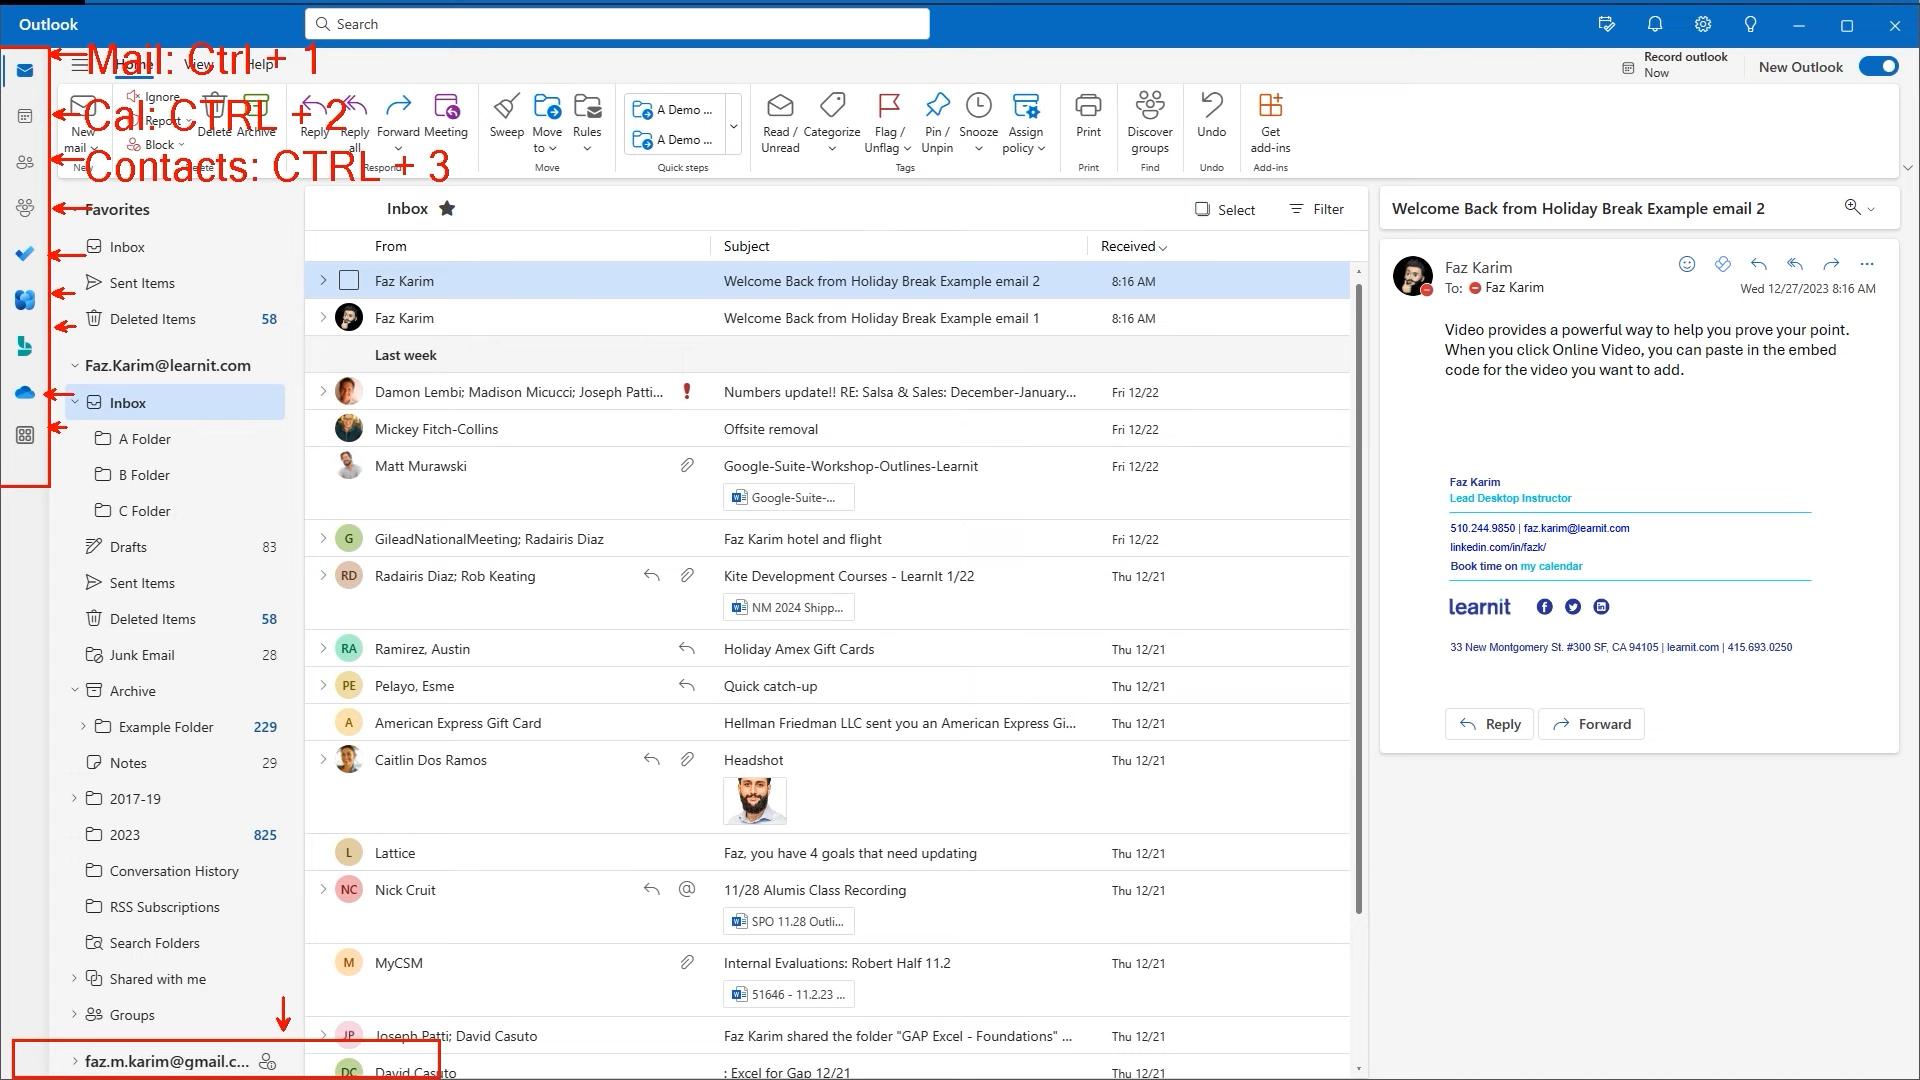 Outlook
Search
Mail: Ctrl + 1
Home View Help
Record outlook
Now
New Outlook
Cal: CTRL + 2
Contacts: CTRL + 3
New
mail
Ignore
Report
Block
Delete
Archive
Reply
Reply
all
Forward
Meeting
Sweep
Move
to
Rules
A Demo ...
A Demo ...
Read /
Unread
Categorize
Flag /
Unflag
Pin /
Unpin
Snooze
Assign
policy
Print
Discover
groups
Undo
Get
add-ins
New
Delete
Respond
Move
Quick steps
Tags
Print
Find
Undo
Add-ins
Favorites
Inbox
Sent Items
Deleted Items 58
Faz.Karim@learnit.com
Inbox
A Folder
B Folder
C Folder
Drafts 83
Sent Items
Deleted Items 58
Junk Email 28
Archive
Example Folder 229
Notes 29
2017-19
2023 825
Conversation History
RSS Subscriptions
Search Folders
Shared with me
Groups
faz.m.karim@gmail.c...
Inbox
Select
Filter
From Subject Received
Faz Karim Welcome Back from Holiday Break Example email 2 8:16 AM
Faz Karim Welcome Back from Holiday Break Example email 1 8:16 AM
Last week
Damon Lembi; Madison Micucci; Joseph Patti... Numbers update!! RE: Salsa & Sales: December-January... Fri 12/22
Mickey Fitch-Collins Offsite removal Fri 12/22
Matt Murawski Google-Suite-Workshop-Outlines-Learnit Fri 12/22
Google-Suite-...
G GileadNationalMeeting; Radairis Diaz Faz Karim hotel and flight Fri 12/22
RD Radairis Diaz; Rob Keating Kite Development Courses - LearnIt 1/22 Thu 12/21
NM 2024 Shipp...
RA Ramirez, Austin Holiday Amex Gift Cards Thu 12/21
PE Pelayo, Esme Quick catch-up Thu 12/21
A American Express Gift Card Hellman Friedman LLC sent you an American Express Gi... Thu 12/21
Caitlin Dos Ramos Headshot Thu 12/21
L Lattice Faz, you have 4 goals that need updating Thu 12/21
NC Nick Cruit @ 11/28 Alumis Class Recording Thu 12/21
SPO 11.28 Outli...
M MyCSM Internal Evaluations: Robert Half 11.2 Thu 12/21
51646 - 11.2.23 ...
JP Joseph Patti; David Casuto Faz Karim shared the folder "GAP Excel - Foundations" ... Thu 12/21
DC David Casuto : Excel for Gap 12/21 Thu 12/21
Welcome Back from Holiday Break Example email 2
Faz Karim
To: Faz Karim
Wed 12/27/2023 8:16 AM
Video provides a powerful way to help you prove your point.
When you click Online Video, you can paste in the embed
code for the video you want to add.
Faz Karim
Lead Desktop Instructor
510.244.9850 | faz.karim@learnit.com
linkedin.com/in/fazk/
Book time on my calendar
learnit
33 New Montgomery St. #300 SF, CA 94105 | learnit.com | 415.693.0250
Reply
Forward